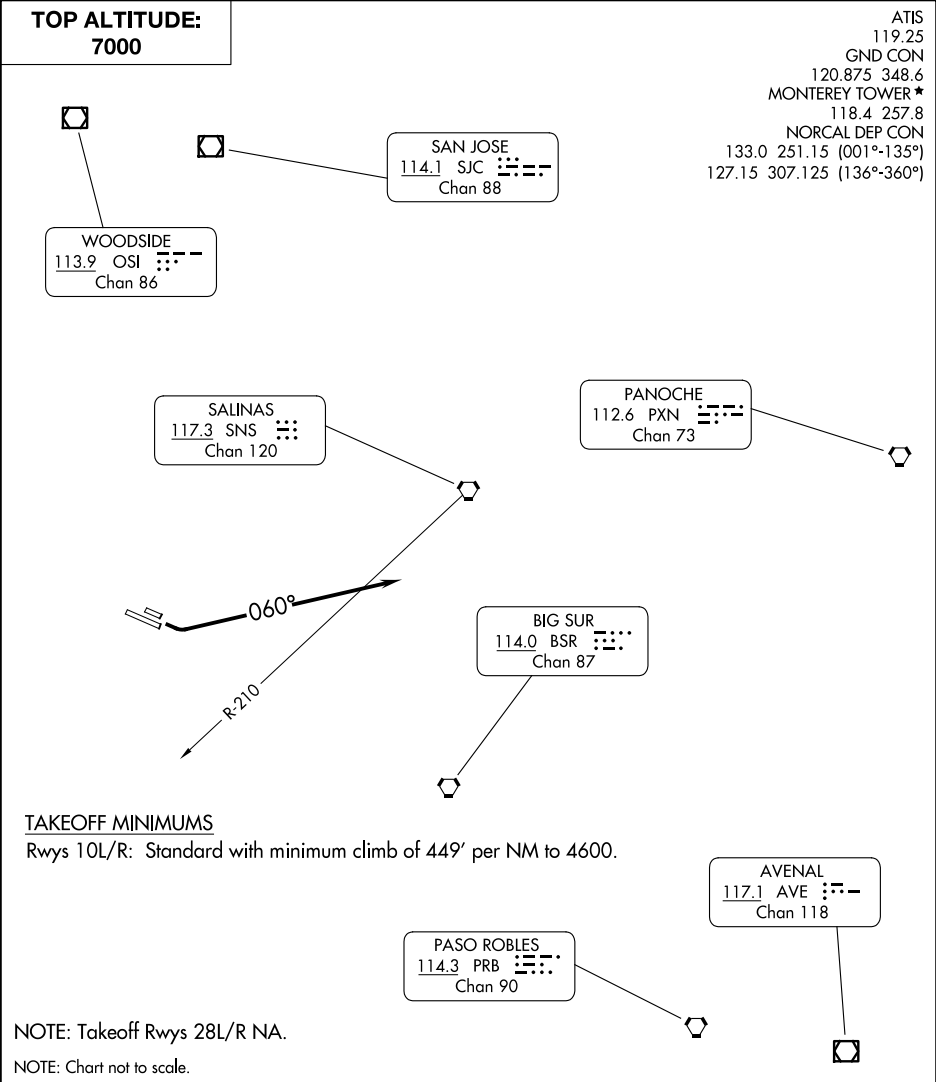 TOP ALTITUDE:
7000
ATIS
119.25
GND CON
120.875 348.6
MONTEREY TOWER★
118.4 257.8
NORCAL DEP CON
133.0 251.15 (001°-135°)
127.15 307.125 (136°-360°)
SAN JOSE
114.1 SJC
Chan 88
WOODSIDE
113.9 OSI
Chan 86
SALINAS
117.3 SNS
Chan 120
PANOCHE
112.6 PXN
Chan 73
060°
R-210
BIG SUR
114.0 BSR
Chan 87
TAKEOFF MINIMUMS
Rwys 10L/R: Standard with minimum climb of 449' per NM to 4600.
AVENAL
117.1 AVE
Chan 118
PASO ROBLES
114.3 PRB
Chan 90
NOTE: Takeoff Rwys 28L/R NA.
NOTE: Chart not to scale.